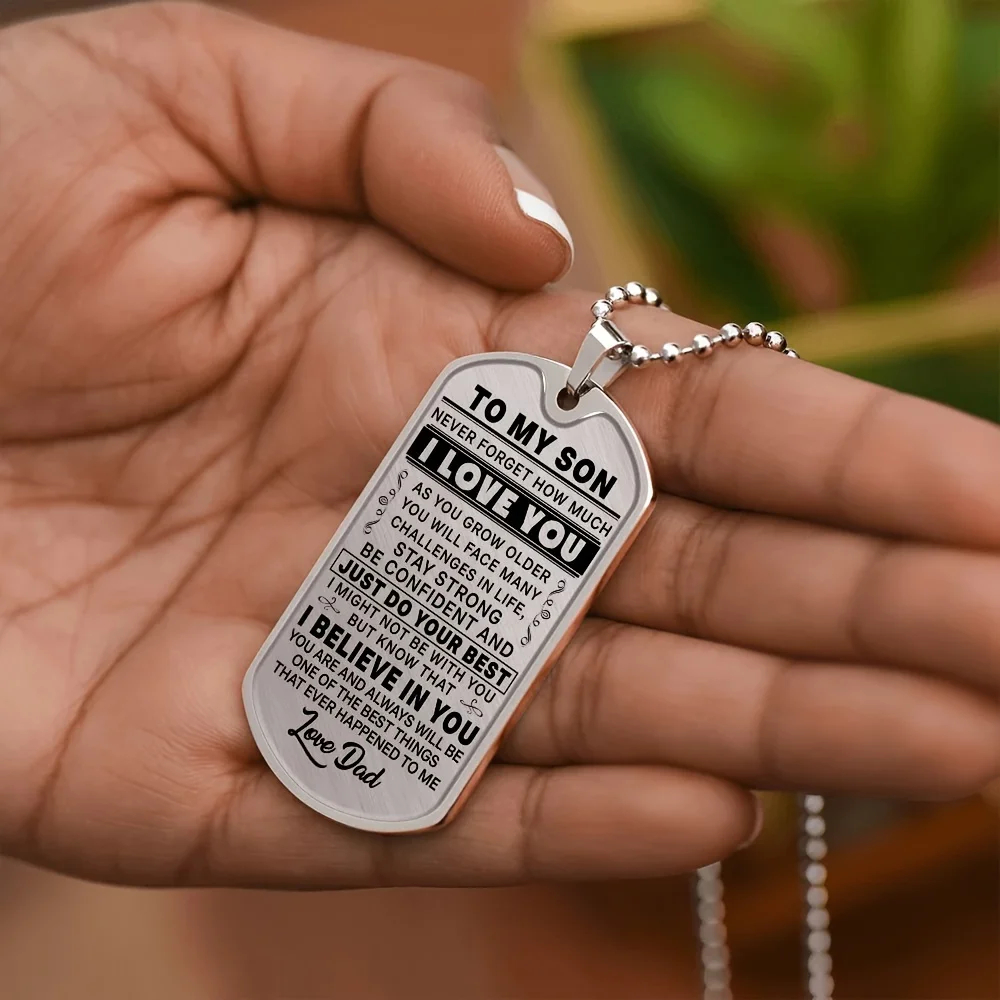 TO MY SON
NEVER FORGET HOW MUCH
I LOVE YOU
AS YOU GROW OLDER
YOU WILL FACE MANY
CHALLENGES IN LIFE,
STAY STRONG
BE CONFIDENT AND
JUST DO YOUR BEST
I MIGHT NOT BE WITH YOU
BUT KNOW THAT
I BELIEVE IN YOU
YOU ARE AND ALWAYS WILL BE
ONE OF THE BEST THINGS
THAT EVER HAPPENED TO ME
Love Dad